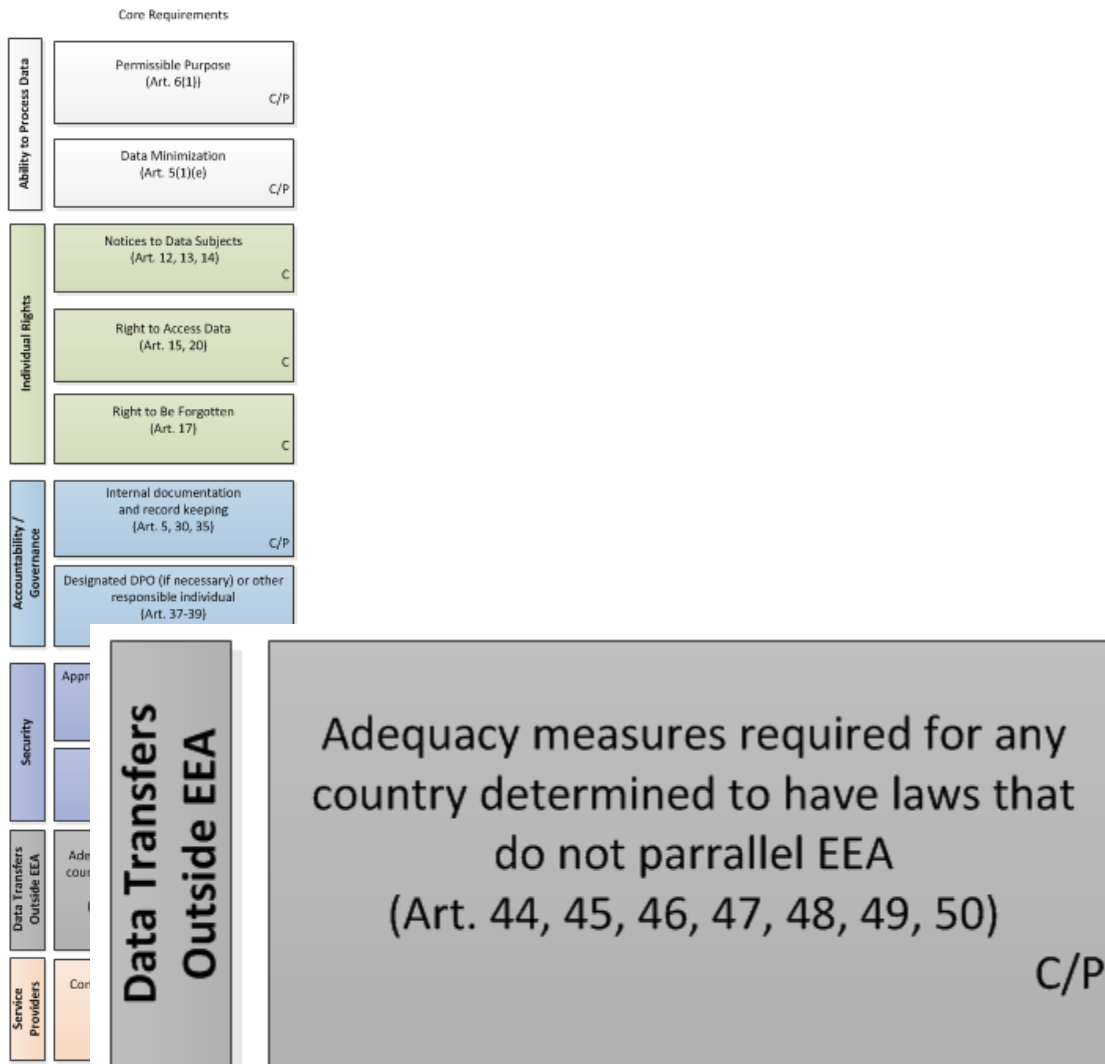 Core Requirements
Ability to Process Data
Permissible Purpose
(Art. 6(1))
C/P
Data Minimization
(Art. 5(1)(e)
C/P
Individual Rights
Notices to Data Subjects
(Art. 12, 13, 14)
C
Right to Access Data
(Art. 15, 20)
C
Right to Be Forgotten
(Art. 17)
C
Accountability /
Governance
Internal documentation
and record keeping
(Art. 5, 30, 35)
C/P
Designated DPO (if necessary) or other
responsible individual
(Art. 37-39)
Security
Appr
Data Transfers
Outside EEA
Ade
cour
Service
Providers
Con
Data Transfers
Outside EEA
Adequacy measures required for any
country determined to have laws that
do not parrallel EEA
(Art. 44, 45, 46, 47, 48, 49, 50)
C/P